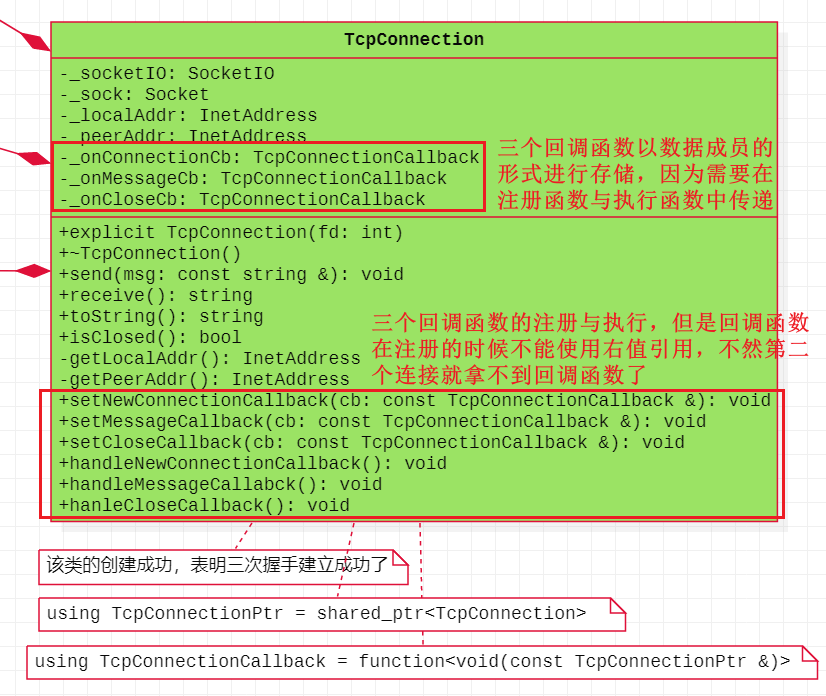 TcpConnection
-_socketIO: SocketIO
-_sock: Socket
-_localAddr: InetAddress
-_peerAddr: InetAddress
-_onConnectionCb: TcpConnectionCallback
-_onMessageCb: TcpConnectionCallback
-_onCloseCb: TcpConnectionCallback
三个回调函数以数据成员的
形式进行存储，因为需要在
注册函数与执行函数中传递
+explicit TcpConnection(fd: int)
+~TcpConnection()
+send(msg: const string &): void
+receive(): string
+toString(): string
+isClosed(): bool
-getLocalAddr(): InetAddress
-getPeerAddr(): InetAddress
三个回调函数的注册与执行，但是回调函数
在注册的时候不能使用右值引用，不然第二
个连接就拿不到回调函数了
+setNewConnectionCallback(cb: const TcpConnectionCallback &): void
+setMessageCallback(cb: const TcpConnectionCallback &): void
+setCloseCallback(cb: const TcpConnectionCallback &): void
+handleNewConnectionCallback(): void
+handleMessageCallabck(): void
+hanleCloseCallback(): void
该类的创建成功，表明三次握手建立成功了
using TcpConnectionPtr = shared_ptr<TcpConnection>
using TcpConnectionCallback = function<void(const TcpConnectionPtr &)>